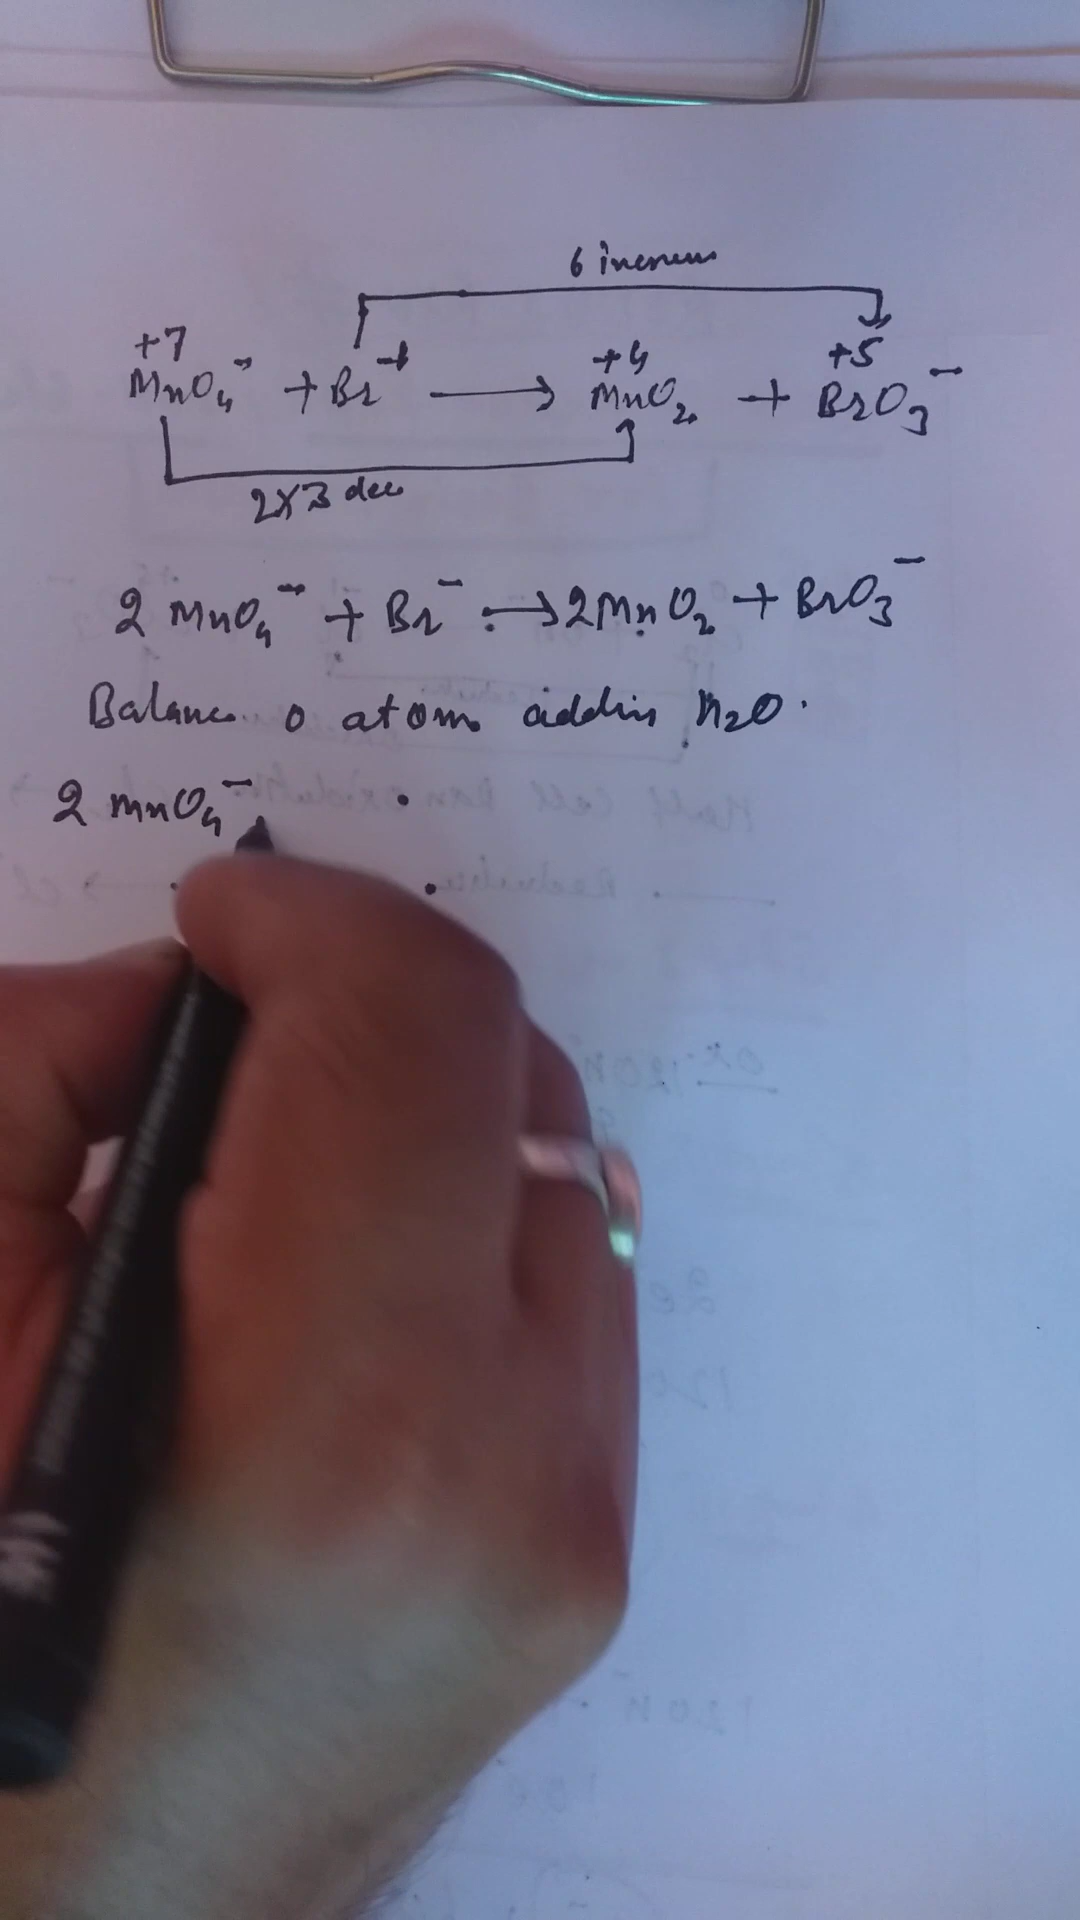 6
+7 +4 +5
MnO4⁻ + Br⁻¹ ⟶ MnO2 + BrO3⁻
2×3 dec
2 MnO4⁻ + Br⁻ ⟶ 2MnO2 + BrO3⁻
Balance O atom adding H2O.
2 MnO4⁻